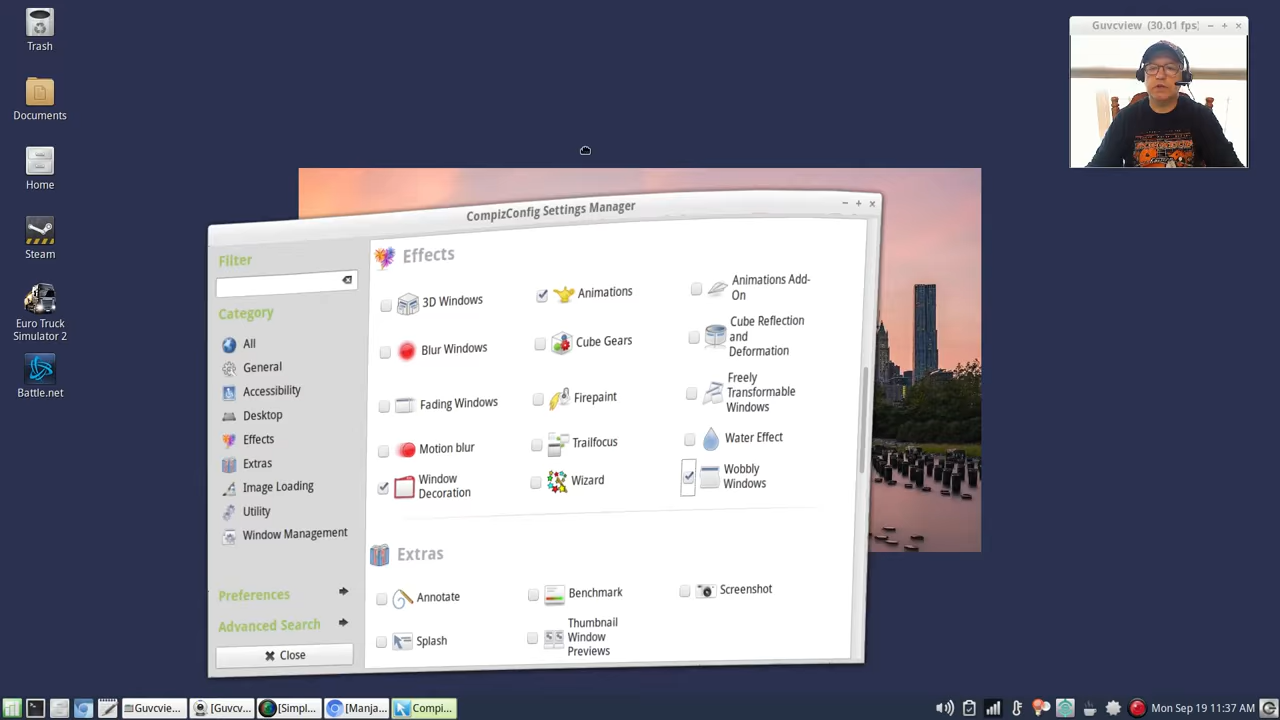 Trash
Documents
Home
Steam
Euro Truck
Simulator 2
Battle.net
Guvcview (30.01 fps)
CompizConfig Settings Manager
Filter
Category
All
General
Accessibility
Desktop
Effects
Extras
Image Loading
Utility
Window Management
Preferences
Advanced Search
Close
Effects
3D Windows
Animations
Animations Add-
On
Blur Windows
Cube Gears
Cube Reflection
and
Deformation
Fading Windows
Firepaint
Freely
Transformable
Windows
Motion blur
Trailfocus
Water Effect
Window
Decoration
Wizard
Wobbly
Windows
Extras
Annotate
Benchmark
Screenshot
Splash
Thumbnail
Window
Previews
Guvcview...
[Guvcv...
[Simpl...
[Manja...
Compi...
Mon Sep 19 11:37 AM